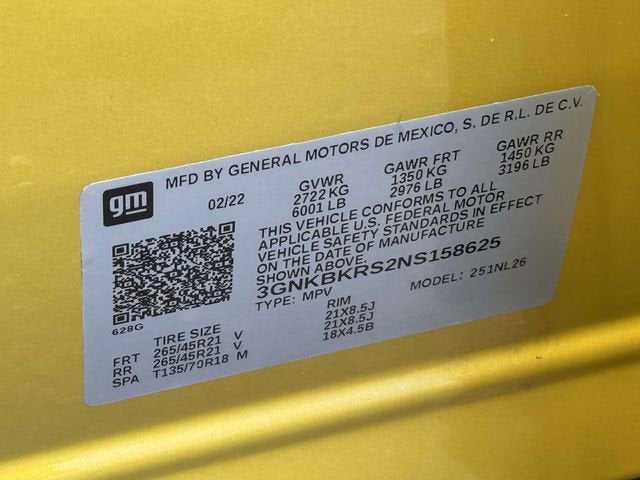 gm
MFD BY GENERAL MOTORS DE MEXICO, S. DE R.L. DE C.V.
02/22
GVWR
2722 KG
6001 LB
GAWR FRT
1350 KG
2976 LB
GAWR RR
1450 KG
3196 LB
THIS VEHICLE CONFORMS TO ALL
APPLICABLE U.S. FEDERAL MOTOR
VEHICLE SAFETY STANDARDS IN EFFECT
ON THE DATE OF MANUFACTURE
SHOWN ABOVE.
3GNKBKRS2NS158625
TYPE: MPV
MODEL: 251NL26
628G
TIRE SIZE
RIM
FRT 265/45R21 V 21X8.5J
RR 265/45R21 V 21X8.5J
SPA T135/70R18 M 18X4.5B